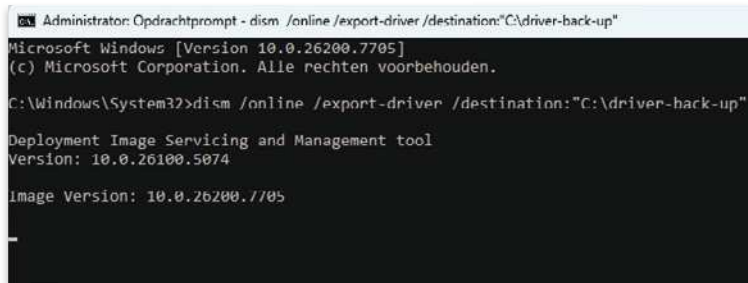 Administrator: Opdrachtprompt - dism /online /export-driver /destination:"C:\driver-back-up"
Microsoft Windows [Version 10.0.26200.7705]
(c) Microsoft Corporation. Alle rechten voorbehouden.
C:\Windows\System32>dism /online /export-driver /destination:"C:\driver-back-up"
Deployment Image Servicing and Management tool
Version: 10.0.26100.5074
Image Version: 10.0.26200.7705